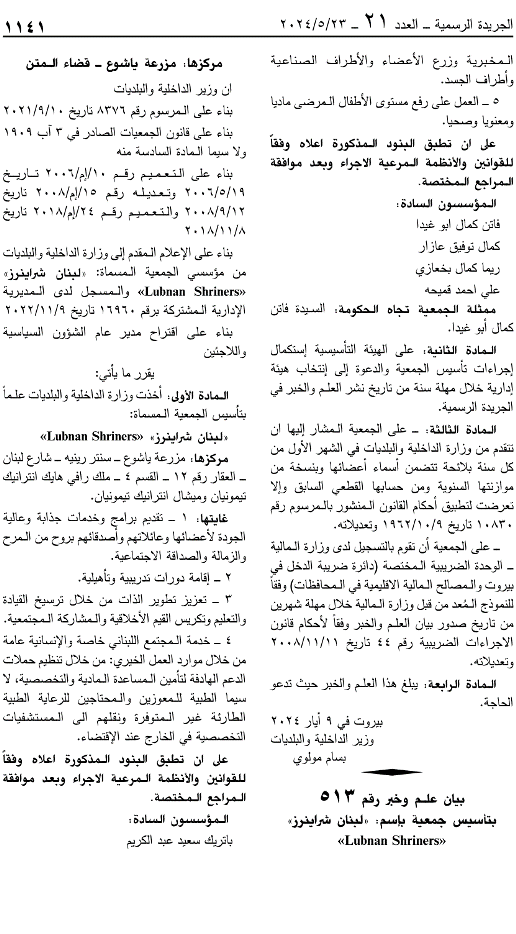 الجريدة الرسمية ــ العدد ٢١ ــ ٢٠٢٤/٥/٢٣
١١٤١
المخبرية وزرع الأعضاء والأطراف الصناعية
وأطراف الجسد.
٥ ــ العمل على رفع مستوى الأطفال المرضى ماديا
ومعنويا وصحيا.
على ان تطبق البنود المذكورة اعلاه وفقاً
للقوانين والأنظمة المرعية الاجراء وبعد موافقة
المراجع المختصة.
المؤسسون السادة:
فاتن كمال ابو غيدا
كمال توفيق عازار
ريما كمال بخعازي
علي احمد قميحه
ممثلة الجمعية تجاه الحكومة: السيدة فاتن
كمال أبو غيدا.
المادة الثانية: على الهيئة التأسيسية إستكمال
إجراءات تأسيس الجمعية والدعوة إلى إنتخاب هيئة
إدارية خلال مهلة سنة من تاريخ نشر العلم والخبر في
الجريدة الرسمية.
المادة الثالثة: ــ على الجمعية المشار إليها ان
تتقدم من وزارة الداخلية والبلديات في الشهر الأول من
كل سنة بلائحة تتضمن أسماء أعضائها وبنسخة من
موازنتها السنوية ومن حسابها القطعي السابق وإلا
تعرضت لتطبيق أحكام القانون المنشور بالمرسوم رقم
١٠٨٣٠ تاريخ ١٩٦٢/١٠/٩ وتعديلاته.
ــ على الجمعية أن تقوم بالتسجيل لدى وزارة المالية
ــ الوحدة الضريبية المختصة (دائرة ضريبة الدخل في
بيروت والمصالح المالية الاقليمية في المحافظات) وفقاً
للنموذج المُعد من قبل وزارة المالية خلال مهلة شهرين
من تاريخ صدور بيان العلم والخبر وفقاً لأحكام قانون
الاجراءات الضريبية رقم ٤٤ تاريخ ٢٠٠٨/١١/١١
وتعديلاته.
المادة الرابعة: يبلغ هذا العلم والخبر حيث تدعو
الحاجة.
بيروت في ٩ أيار ٢٠٢٤
وزير الداخلية والبلديات
بسام مولوي
بيان علم وخبر رقم ٥١٣
بتأسيس جمعية بإسم: «لبنان شراينرز»
«Lubnan Shriners»
مركزها: مزرعة ياشوع ــ قضاء المتن
ان وزير الداخلية والبلديات
بناء على المرسوم رقم ٨٣٧٦ تاريخ ٢٠٢١/٩/١٠
بناء على قانون الجمعيات الصادر في ٣ آب ١٩٠٩
ولا سيما المادة السادسة منه
بناء على التعميم رقم ١٠/إم/٢٠٠٦ تاريخ
٢٠٠٦/٥/١٩ وتعديله رقم ١٥/إم/٢٠٠٨ تاريخ
٢٠٠٨/٩/١٢ والتعميم رقم ٢٤/إم/٢٠١٨ تاريخ
٢٠١٨/١١/٨
بناء على الإعلام المقدم إلى وزارة الداخلية والبلديات
من مؤسسي الجمعية المسماة: «لبنان شراينرز»
«Lubnan Shriners» والمسجل لدى المديرية
الإدارية المشتركة برقم ١٦٩٦٠ تاريخ ٢٠٢٢/١١/٩
بناء على اقتراح مدير عام الشؤون السياسية
واللاجئين
يقرر ما يأتي:
المادة الأولى: أخذت وزارة الداخلية والبلديات علماً
بتأسيس الجمعية المسماة:
«لبنان شراينرز» «Lubnan Shriners»
مركزها: مزرعة ياشوع ــ سنتر رينيه ــ شارع لبنان
ــ العقار رقم ١٢ ــ القسم ٤ ــ ملك رافي هايك انترانيك
تيمونيان وميشال انترانيك تيمونيان.
غايتها: ١ ــ تقديم برامج وخدمات جذابة وعالية
الجودة لأعضائها وعائلاتهم وأصدقائهم بروح من المرح
والزمالة والصداقة الاجتماعية.
٢ ــ إقامة دورات تدريبية وتأهيلية.
٣ ــ تعزيز تطوير الذات من خلال ترسيخ القيادة
والتعليم وتكريس القيم الأخلاقية والمشاركة المجتمعية.
٤ ــ خدمة المجتمع اللبناني خاصة والإنسانية عامة
من خلال موارد العمل الخيري: من خلال تنظيم حملات
الدعم الهادفة لتأمين المساعدة المادية والتخصصية، لا
سيما الطبية للمعوزين والمحتاجين للرعاية الطبية
الطارئة غير المتوفرة ونقلهم الى المستشفيات
التخصصية في الخارج عند الإقتضاء.
على ان تطبق البنود المذكورة اعلاه وفقاً
للقوانين والأنظمة المرعية الاجراء وبعد موافقة
المراجع المختصة.
المؤسسون السادة:
باتريك سعيد عبد الكريم